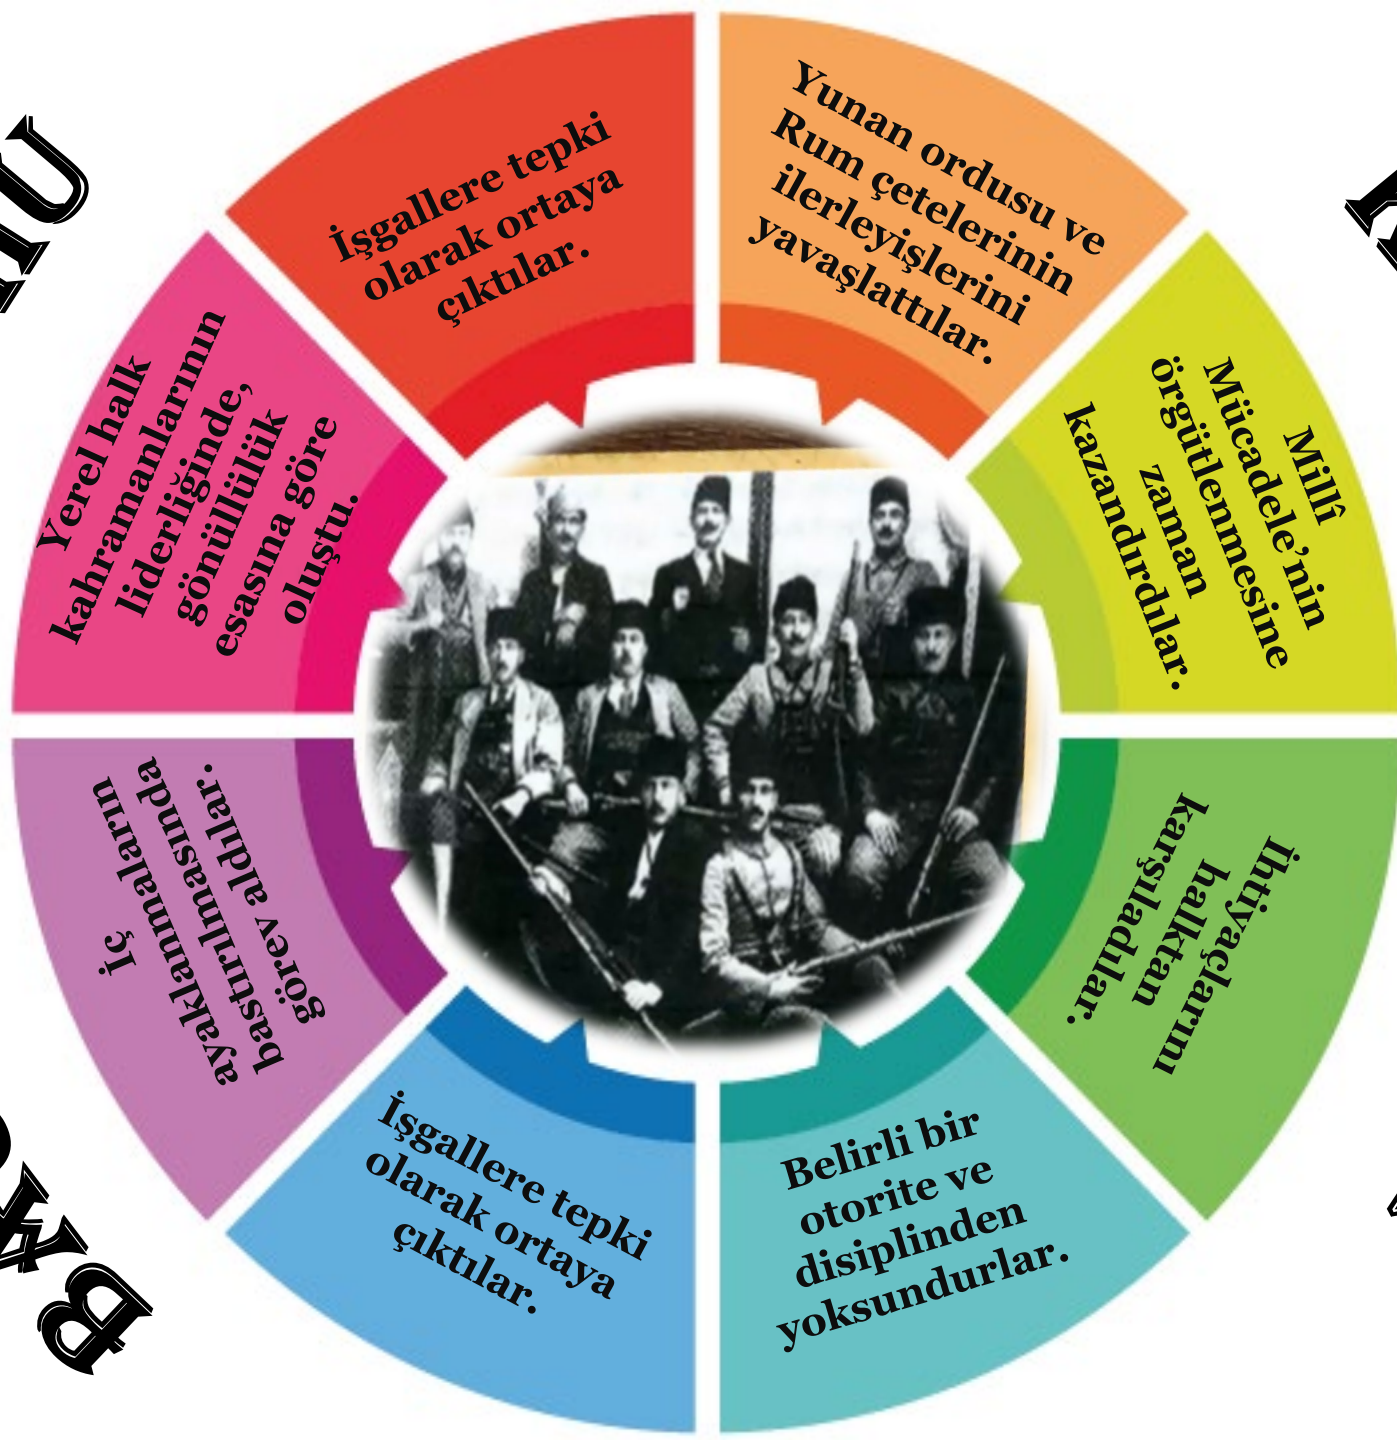 İşgallere tepki
olarak ortaya
çıktılar.
Yunan ordusu ve
Rum çetelerinin
ilerleyişlerini
yavaşlattılar.
Millî
Mücadele’nin
örgütlenmesine
zaman
kazandırdılar.
İhtiyaçlarını
halktan
karşıladılar.
Belirli bir
otorite ve
disiplinden
yoksundurlar.
İşgallere tepki
olarak ortaya
çıktılar.
İç
ayaklanmaların
bastırılmasında
görev aldılar.
Yerel halk
kahramanlarının
liderliğinde,
gönüllülük
esasına göre
oluştu.